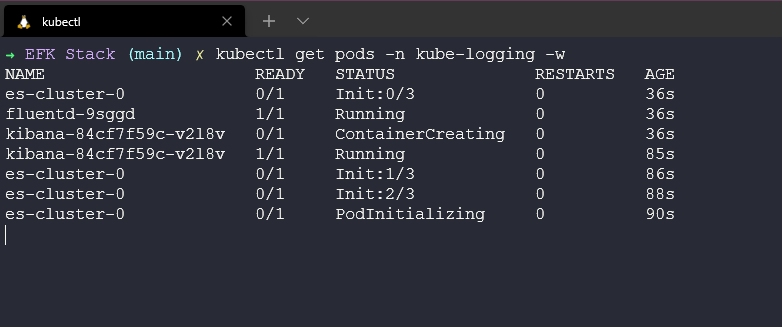 kubectl
→ EFK Stack (main) ✗ kubectl get pods -n kube-logging -w
NAME READY STATUS RESTARTS AGE
es-cluster-0 0/1 Init:0/3 0 36s
fluentd-9sggd 1/1 Running 0 36s
kibana-84cf7f59c-v2l8v 0/1 ContainerCreating 0 36s
kibana-84cf7f59c-v2l8v 1/1 Running 0 85s
es-cluster-0 0/1 Init:1/3 0 86s
es-cluster-0 0/1 Init:2/3 0 88s
es-cluster-0 0/1 PodInitializing 0 90s